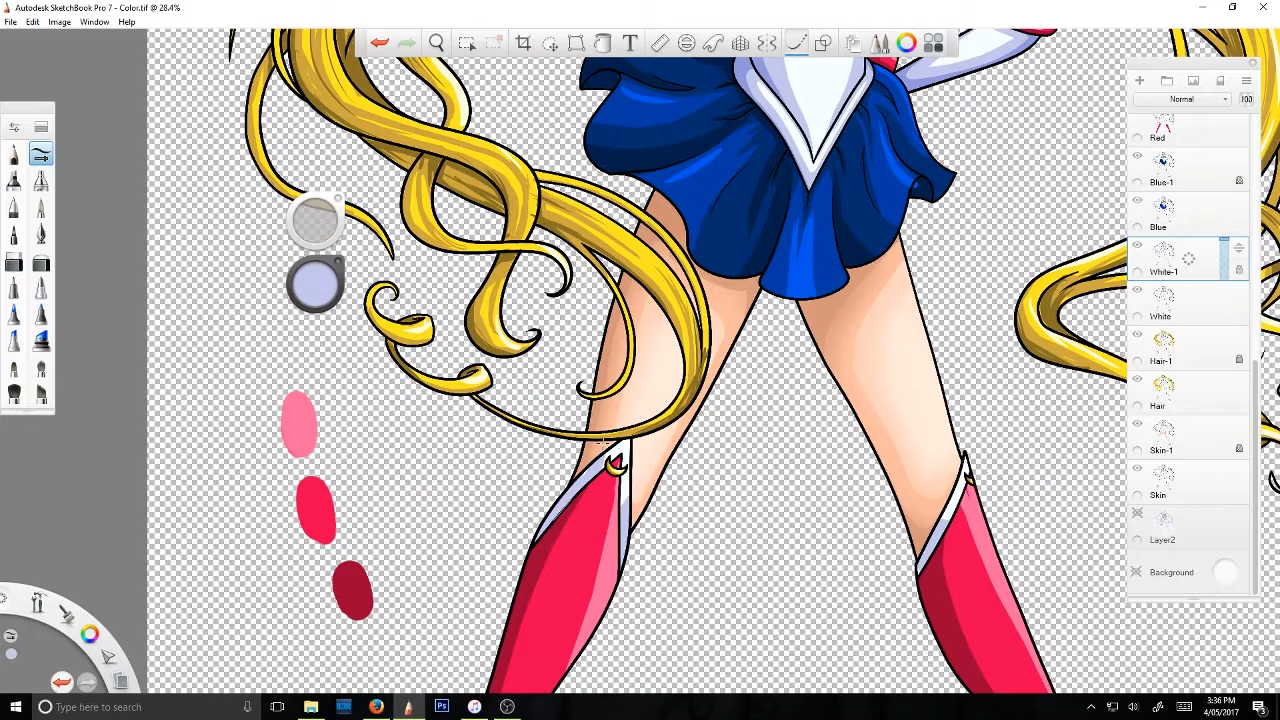 Autodesk SketchBook Pro 7 - Color.tif @ 28.4%
File Edit Image Window Help
T
Normal 100
Red
Blue-1
Blue
White-1
White
Hair-1
Hair
Skin-1
Skin
Layer2
Background
Type here to search
Ps
3:36 PM
4/05/2017